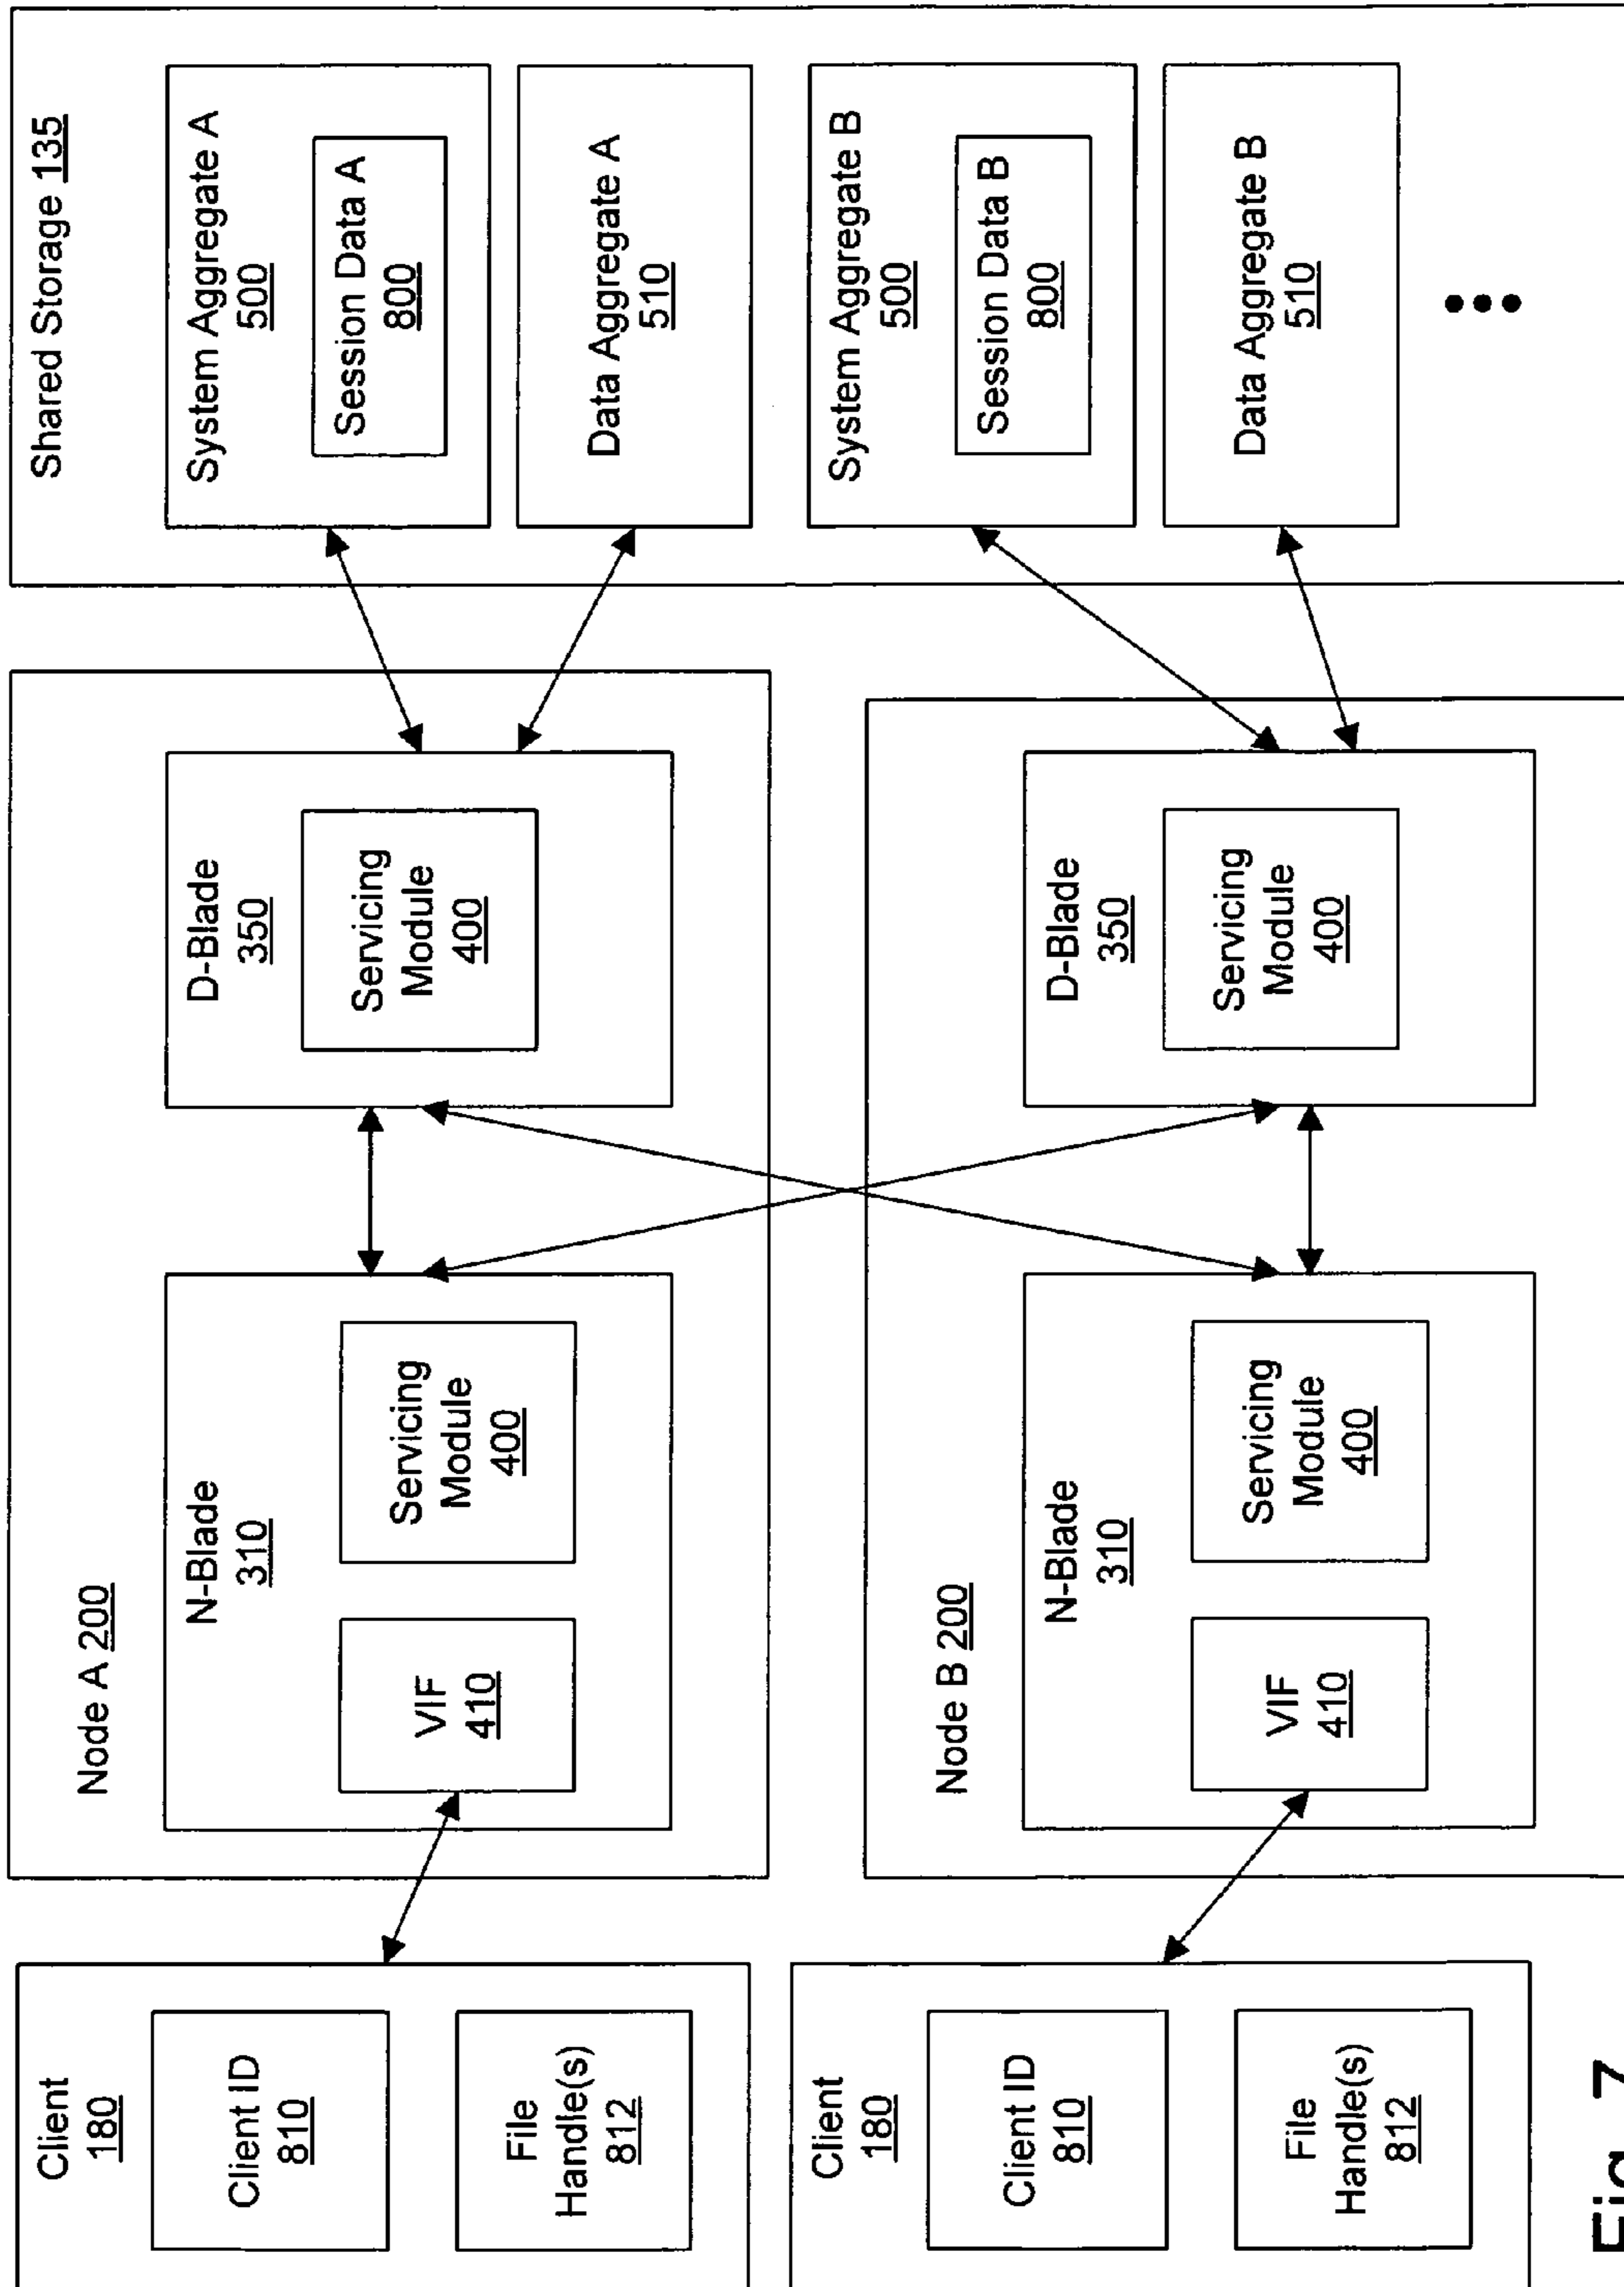 Client
180
Client ID
810
File
Handle(s)
812
Client
180
Client ID
810
File
Handle(s)
812
Node A 200
N-Blade
310
VIF
410
Servicing
Module
400
D-Blade
350
Servicing
Module
400
Node B 200
N-Blade
310
VIF
410
Servicing
Module
400
D-Blade
350
Servicing
Module
400
Shared Storage 135
System Aggregate A
500
Session Data A
800
Data Aggregate A
510
System Aggregate B
500
Session Data B
800
Data Aggregate B
510
Fig. 7